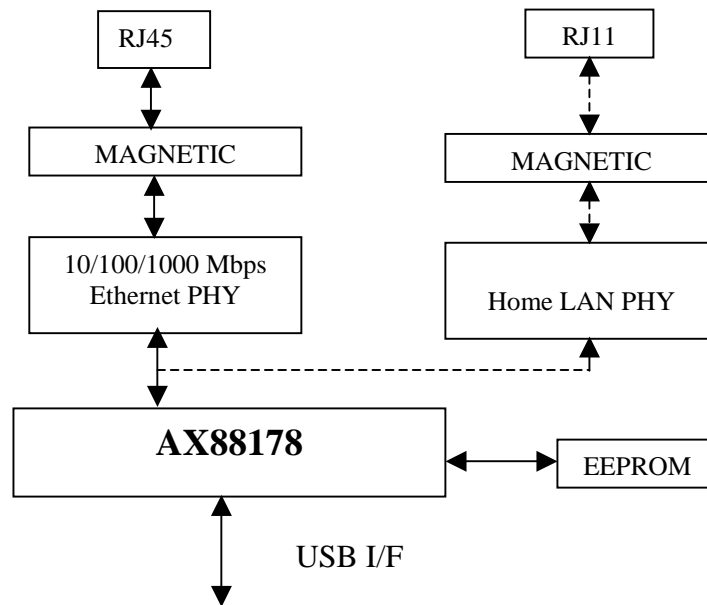 RJ45
RJ11
MAGNETIC
MAGNETIC
10/100/1000 Mbps
Ethernet PHY
Home LAN PHY
AX88178
EEPROM
USB I/F